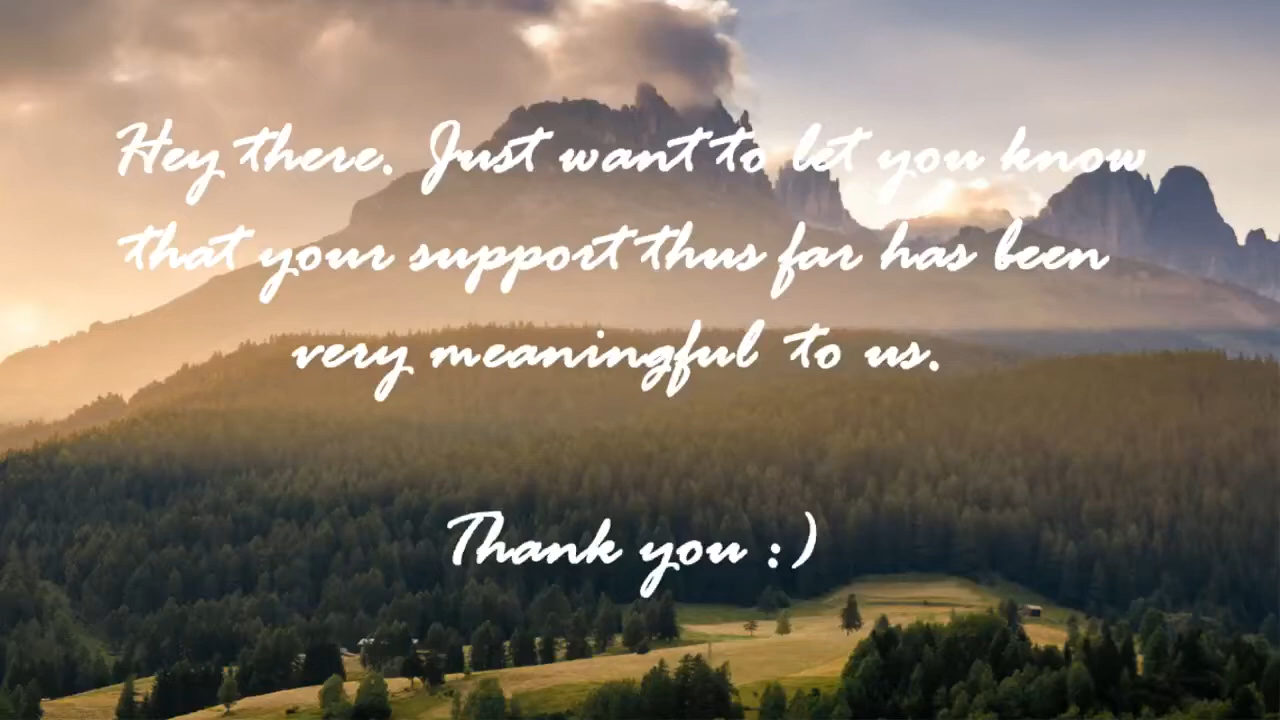 Hey there. Just want to let you know
that your support thus far has been
very meaningful to us.
Thank you :)